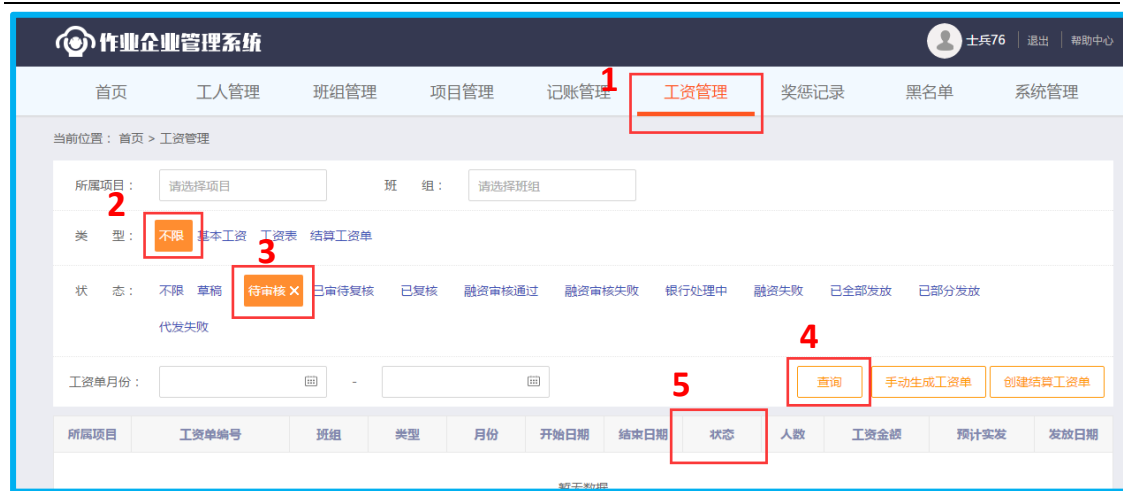 作业企业管理系统 士兵76 退出 帮助中心
1
首页 工人管理 班组管理 项目管理 记账管理 工资管理 奖惩记录 黑名单 系统管理
当前位置： 首页 > 工资管理
所属项目： 请选择项目 班 组： 请选择班组
2
类 型： 不限 基本工资 工资表 结算工资单
3
状 态： 不限 草稿 待审核 X 已审待复核 已复核 融资审核通过 融资审核失败 银行处理中 融资失败 已全部发放 已部分发放
代发失败
4
工资单月份： - 查询 手动生成工资单 创建结算工资单
5
所属项目 工资单编号 班组 类型 月份 开始日期 结束日期 状态 人数 工资金额 预计实发 发放日期
暂无数据